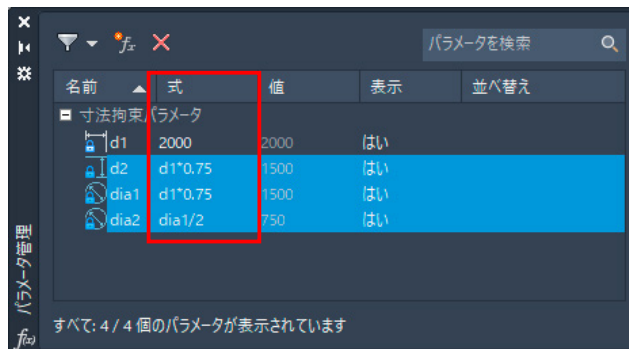 fx
パラメータを検索
名前 式 値 表示 並べ替え
寸法拘束パラメータ
d1 2000 2000 はい
d2 d1*0.75 1500 はい
dia1 d1*0.75 1500 はい
dia2 dia1/2 750 はい
すべて: 4 / 4 個のパラメータが表示されています
パラメータ管理
f(x)